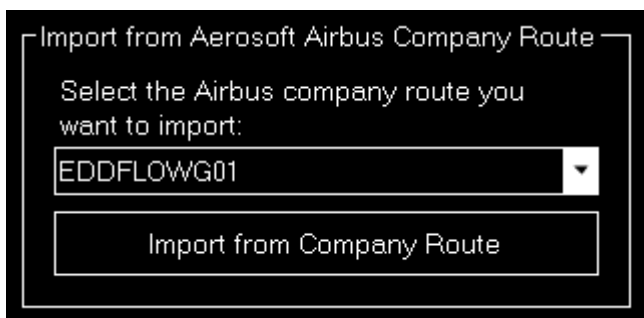 Import from Aerosoft Airbus Company Route
Select the Airbus company route you
want to import:
EDDFLOWG01
Import from Company Route